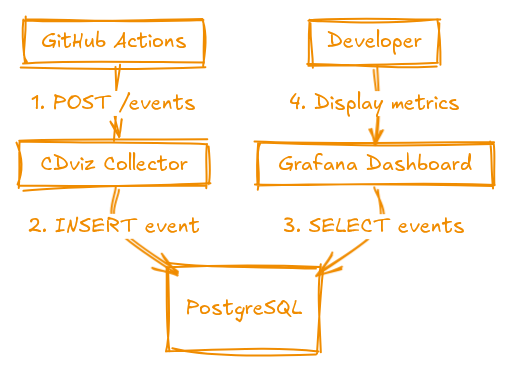 GitHub Actions
Developer
1. POST /events
4. Display metrics
CDviz Collector
Grafana Dashboard
2. INSERT event
3. SELECT events
PostgreSQL